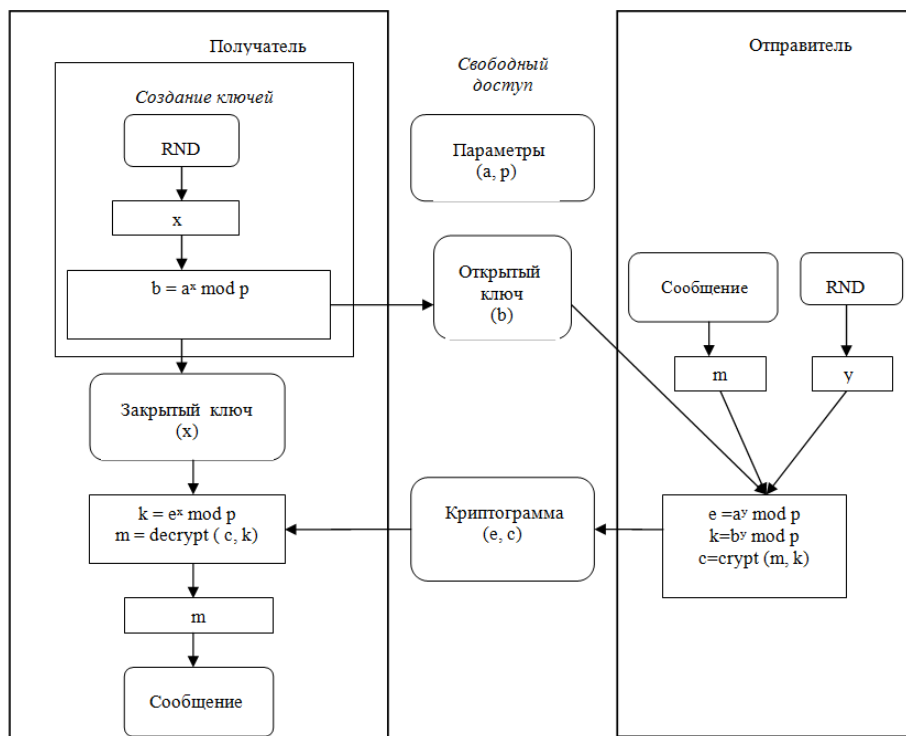 Получатель
Создание ключей
RND
x
b = aˣ mod p
Закрытый ключ
(x)
k = eˣ mod p
m = decrypt ( c, k)
m
Сообщение
Свободный
доступ
Параметры
(a, p)
Открытый
ключ
(b)
Криптограмма
(e, c)
Отправитель
Сообщение
RND
m
y
e =aʸ mod p
k=bʸ mod p
c=crypt (m, k)